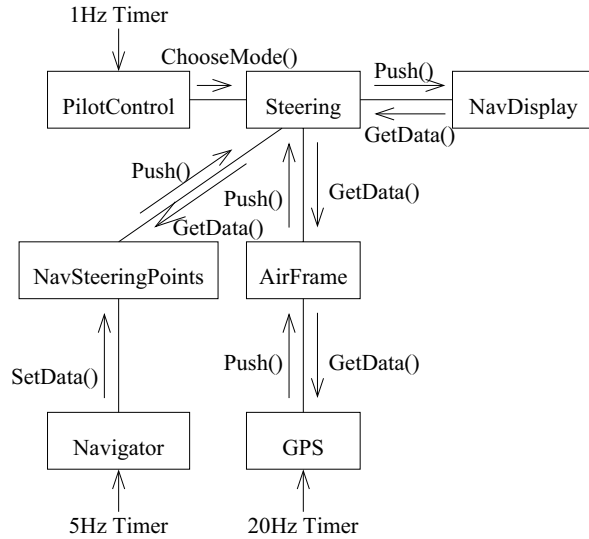 1Hz Timer
ChooseMode()
Push()
PilotControl
Steering
NavDisplay
GetData()
Push()
Push()
GetData()
GetData()
NavSteeringPoints
AirFrame
SetData()
Push()
GetData()
Navigator
GPS
5Hz Timer
20Hz Timer